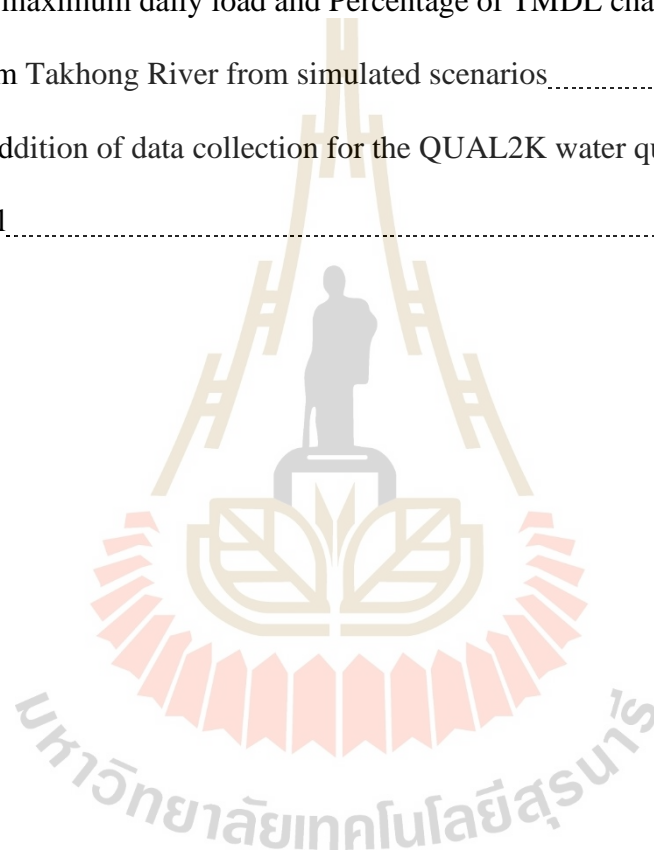 maximum daily load and Percentage of TMDL cha
m Takhong River from simulated scenarios
ddition of data collection for the QUAL2K water qu
l
มหาวิทยาลัยเทคโนโลยีสุรนารี